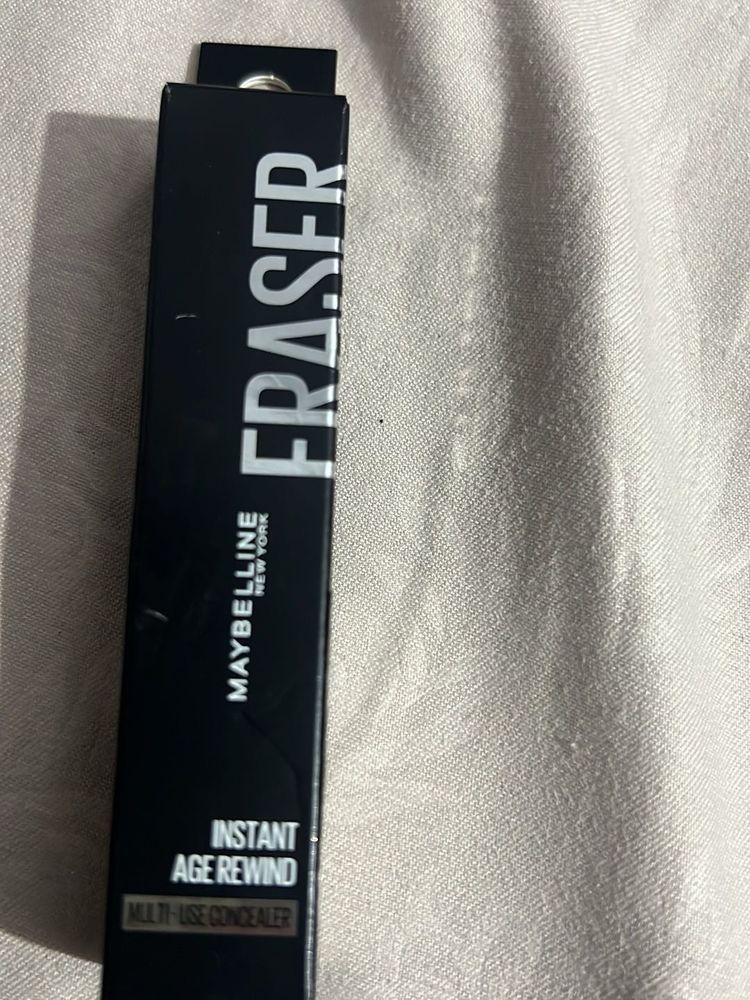 ERASER
MAYBELLINE
NEW YORK
INSTANT
AGE REWIND
MULTI-USE CONCEALER